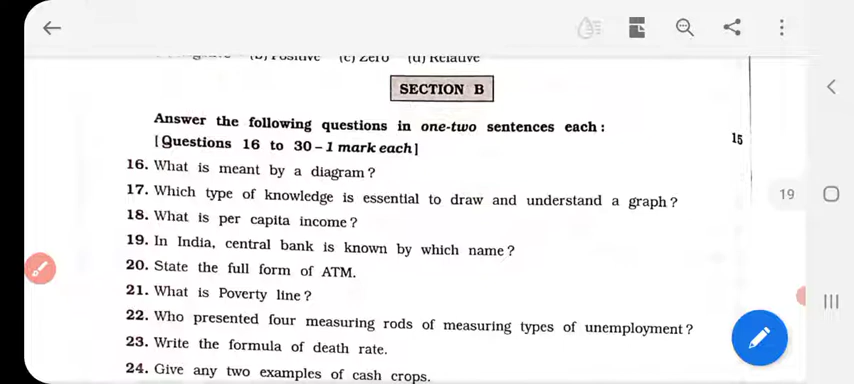 (b) Positive (c) Zero (d) Relative
SECTION B
Answer the following questions in one-two sentences each :
[Questions 16 to 30 – 1 mark each]
15
16. What is meant by a diagram ?
17. Which type of knowledge is essential to draw and understand a graph ?
18. What is per capita income ?
19. In India, central bank is known by which name ?
19
20. State the full form of ATM.
21. What is Poverty line ?
22. Who presented four measuring rods of measuring types of unemployment ?
23. Write the formula of death rate.
24. Give any two examples of cash crops.